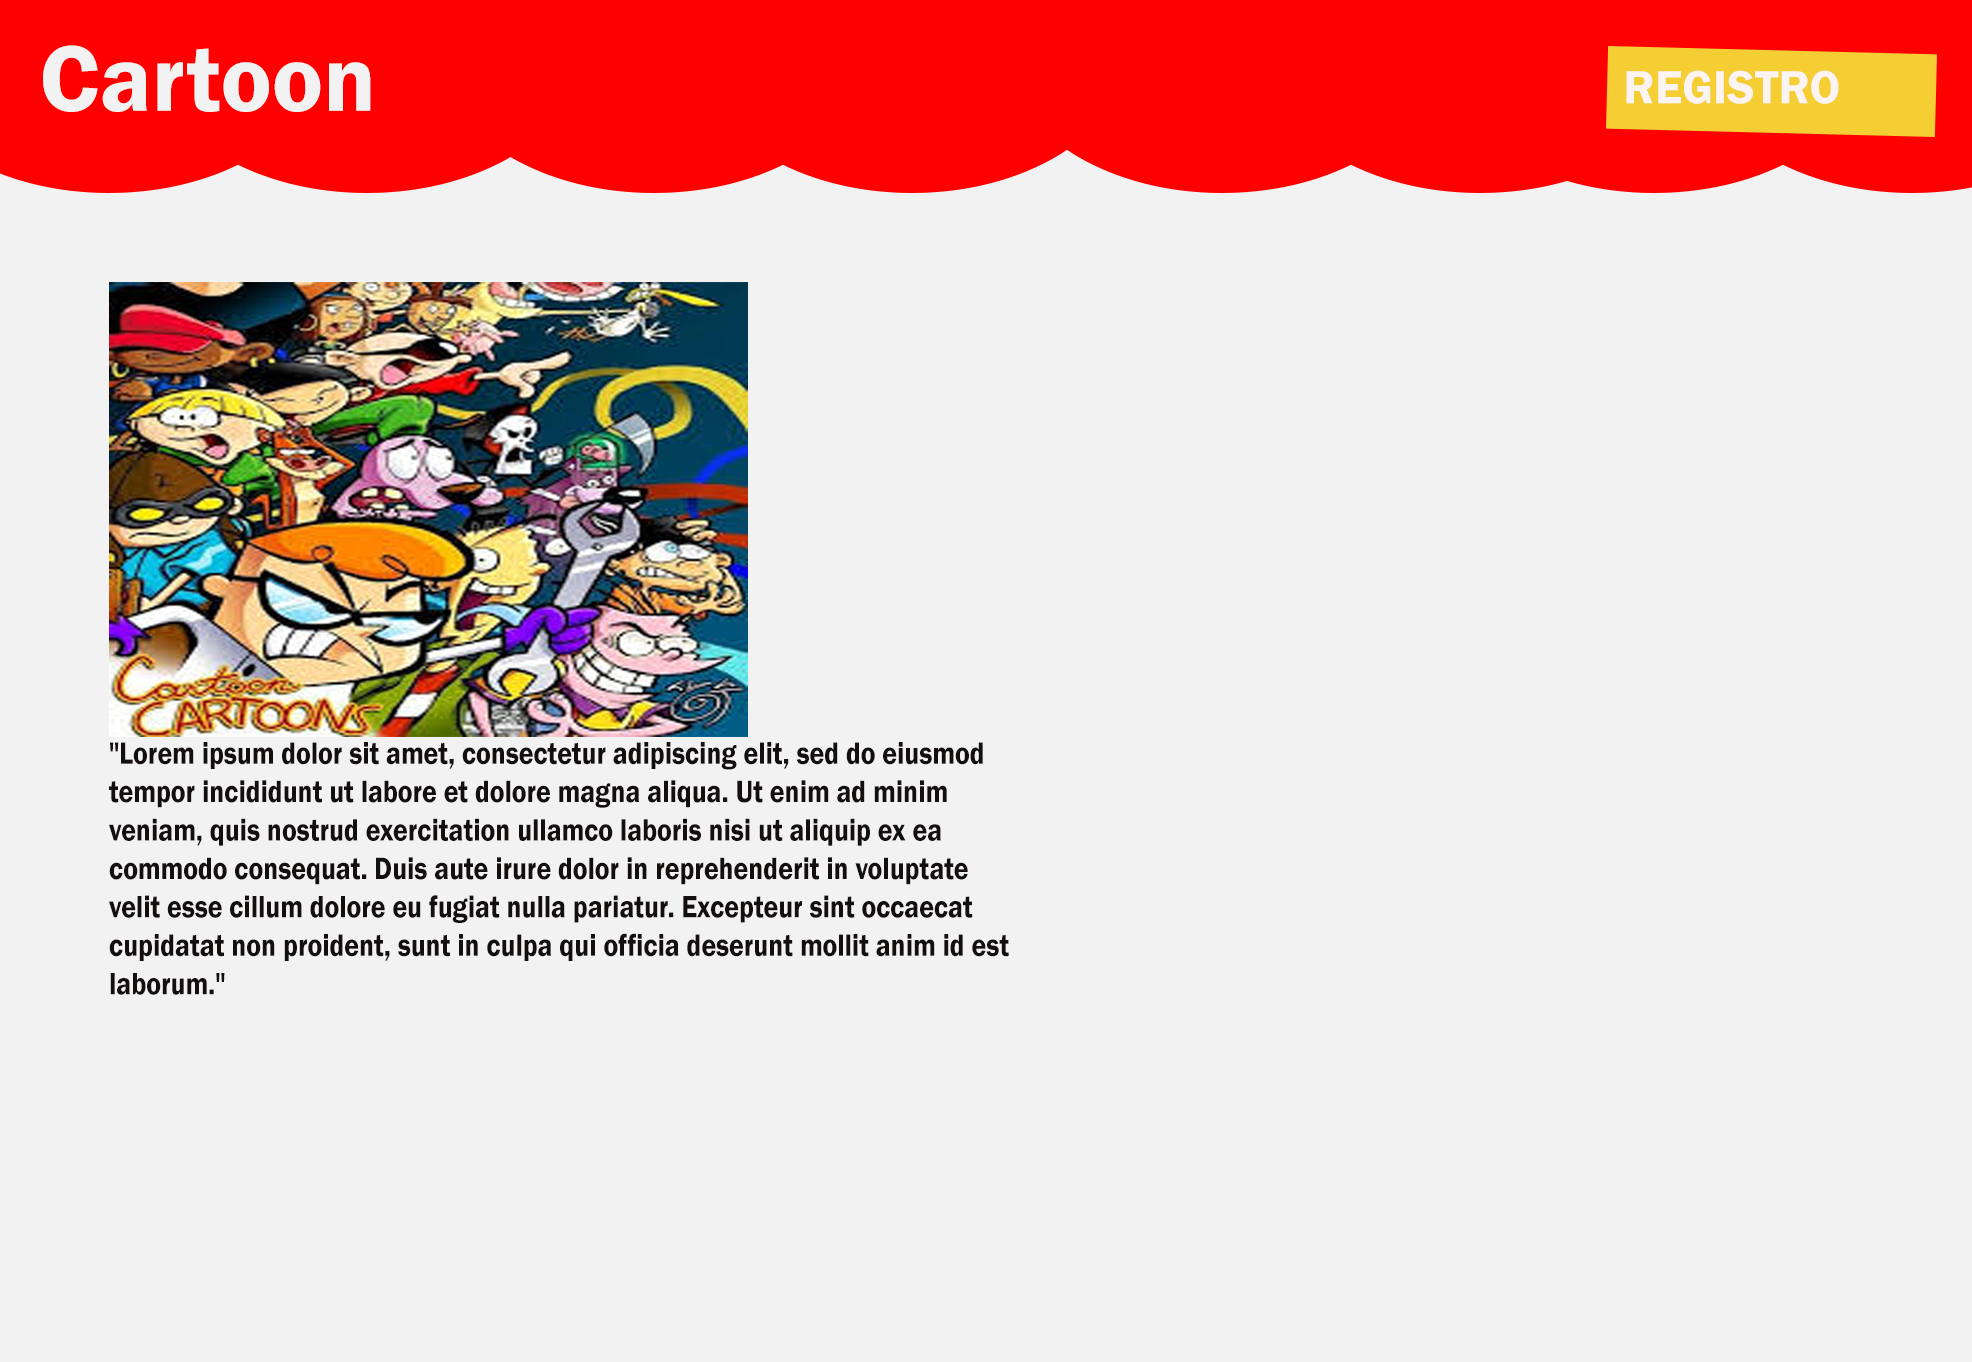 Cartoon
REGISTRO
Cartoon
CARTOONS
"Lorem ipsum dolor sit amet, consectetur adipiscing elit, sed do eiusmod
tempor incididunt ut labore et dolore magna aliqua. Ut enim ad minim
veniam, quis nostrud exercitation ullamco laboris nisi ut aliquip ex ea
commodo consequat. Duis aute irure dolor in reprehenderit in voluptate
velit esse cillum dolore eu fugiat nulla pariatur. Excepteur sint occaecat
cupidatat non proident, sunt in culpa qui officia deserunt mollit anim id est
laborum."